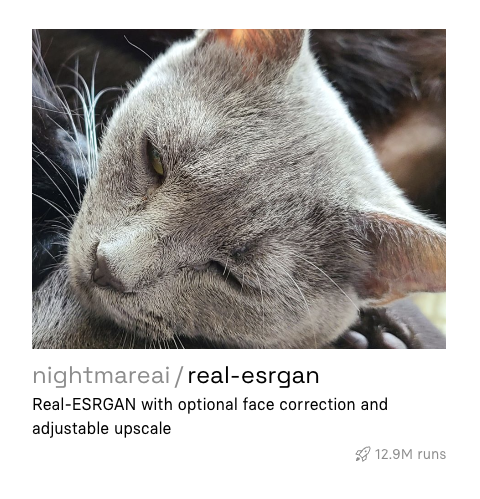 nightmareai / real-esrgan
Real-ESRGAN with optional face correction and
adjustable upscale
12.9M runs